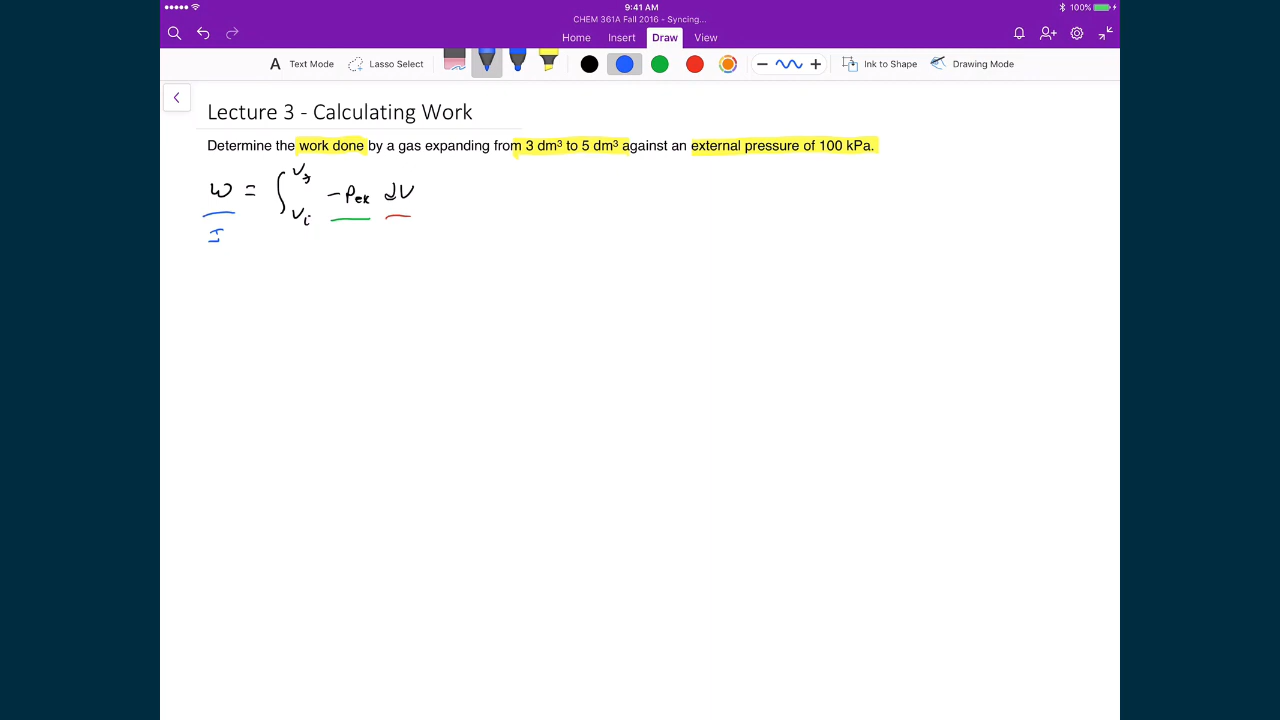 9:41 AM
100%
CHEM 361A Fall 2016 - Syncing...
Home Insert Draw View
A Text Mode Lasso Select Ink to Shape Drawing Mode
Lecture 3 - Calculating Work
Determine the work done by a gas expanding from 3 dm³ to 5 dm³ against an external pressure of 100 kPa.
w = ∫ᵥᵢ^Vf -Pex dV